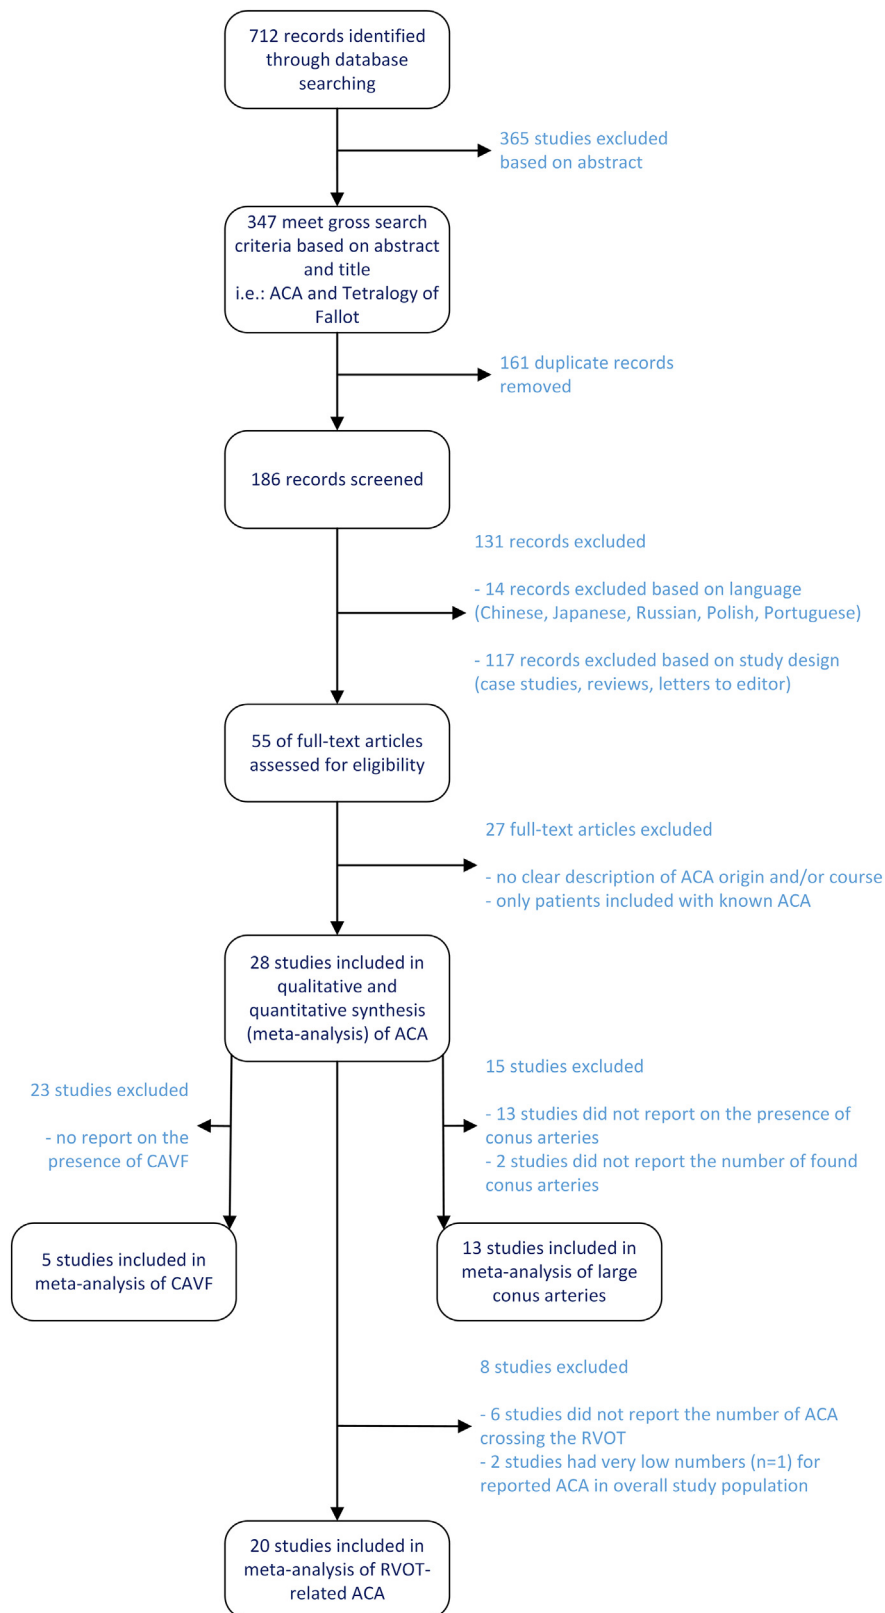 712 records identified
through database
searching
365 studies excluded
based on abstract
347 meet gross search
criteria based on abstract
and title
i.e.: ACA and Tetralogy of
Fallot
161 duplicate records
removed
186 records screened
131 records excluded
- 14 records excluded based on language
(Chinese, Japanese, Russian, Polish, Portuguese)
- 117 records excluded based on study design
(case studies, reviews, letters to editor)
55 of full-text articles
assessed for eligibility
27 full-text articles excluded
- no clear description of ACA origin and/or course
- only patients included with known ACA
28 studies included in
qualitative and
quantitative synthesis
(meta-analysis) of ACA
23 studies excluded
- no report on the
presence of CAVF
15 studies excluded
- 13 studies did not report on the presence of
conus arteries
- 2 studies did not report the number of found
conus arteries
5 studies included in
meta-analysis of CAVF
13 studies included in
meta-analysis of large
conus arteries
8 studies excluded
- 6 studies did not report the number of ACA
crossing the RVOT
- 2 studies had very low numbers (n=1) for
reported ACA in overall study population
20 studies included in
meta-analysis of RVOT-
related ACA